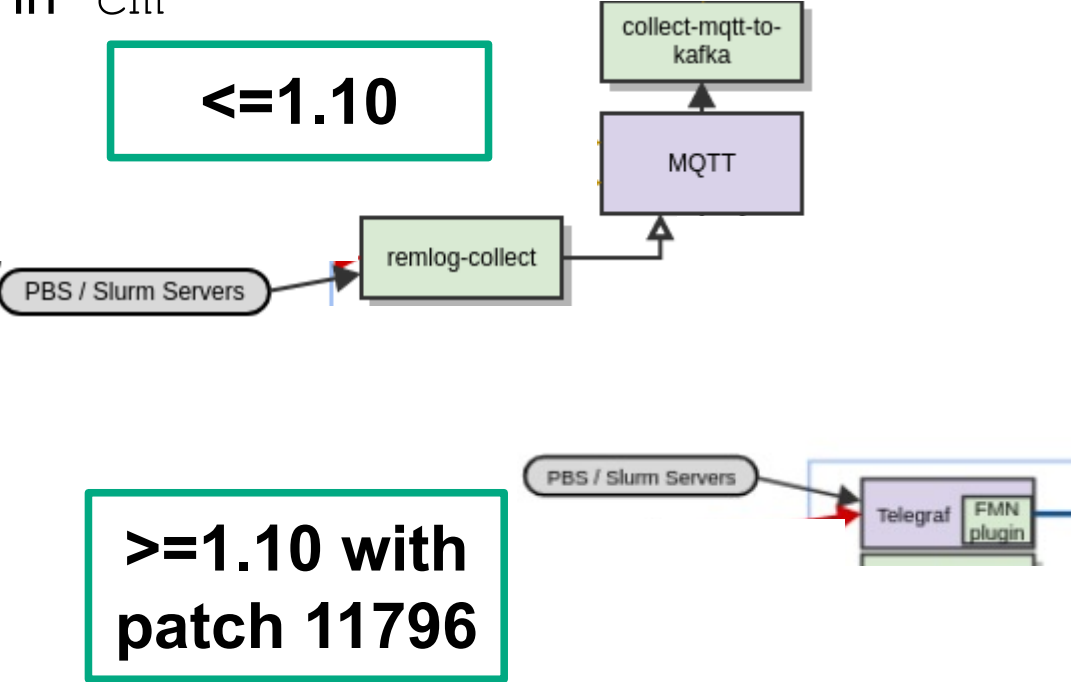 collect-mqtt-to-
kafka
<=1.10
MQTT
remlog-collect
PBS / Slurm Servers
PBS / Slurm Servers
Telegraf
FMN
plugin
>=1.10 with
patch 11796